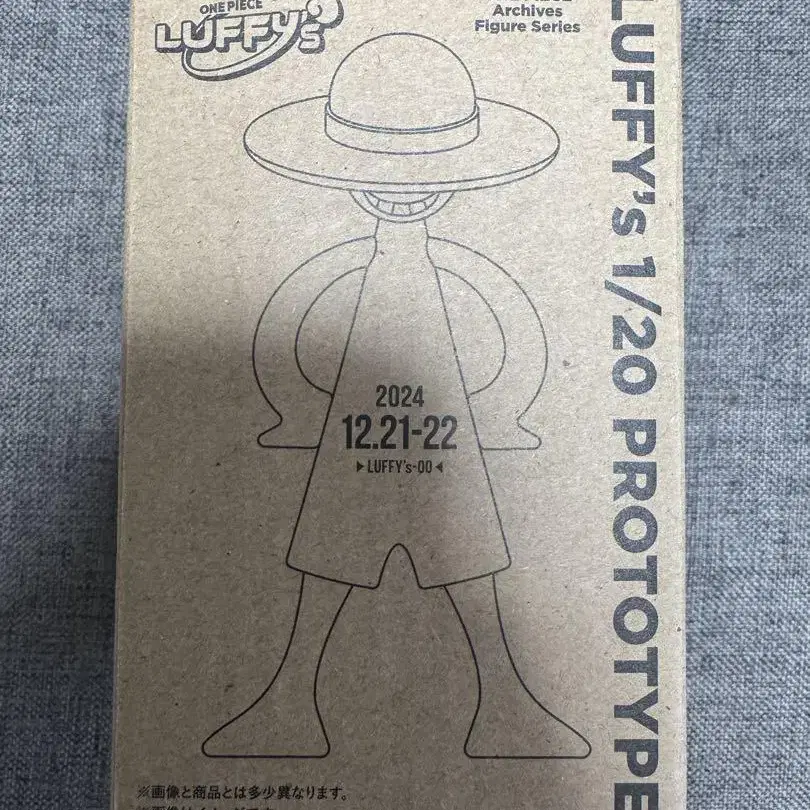 ONE PIECE
LUFFY's
Archives
Figure Series
LUFFY's 1/20 PROTOTYPE
2024
12.21-22
▶LUFFY's-00◀
※画像と商品とは多少異なります。